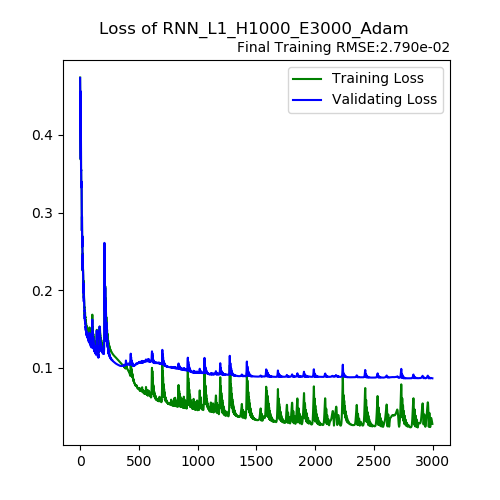 Loss of RNN_L1_H1000_E3000_Adam
Final Training RMSE:2.790e-02
Training Loss
Validating Loss
0.4
0.3
0.2
0.1
0 500 1000 1500 2000 2500 3000